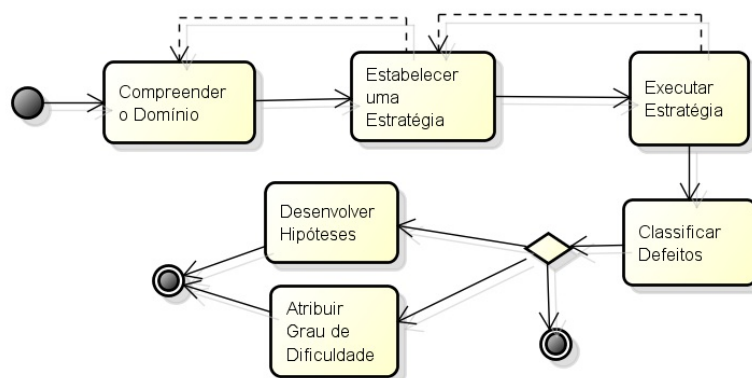 Compreender
o Domínio
Estabelecer
uma
Estratégia
Executar
Estratégia
Classificar
Defeitos
Desenvolver
Hipóteses
Atribuir
Grau de
Dificuldade